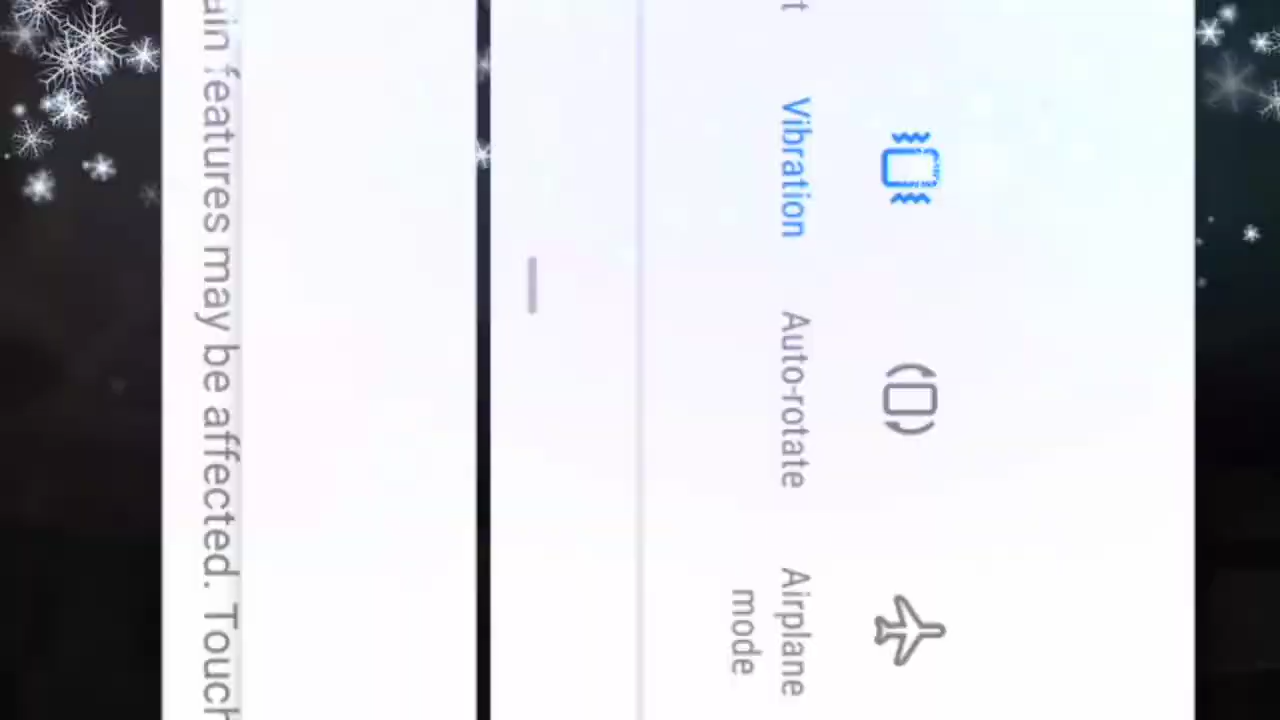 t
Vibration
Auto-rotate
Airplane
mode
ain features may be affected. Touch